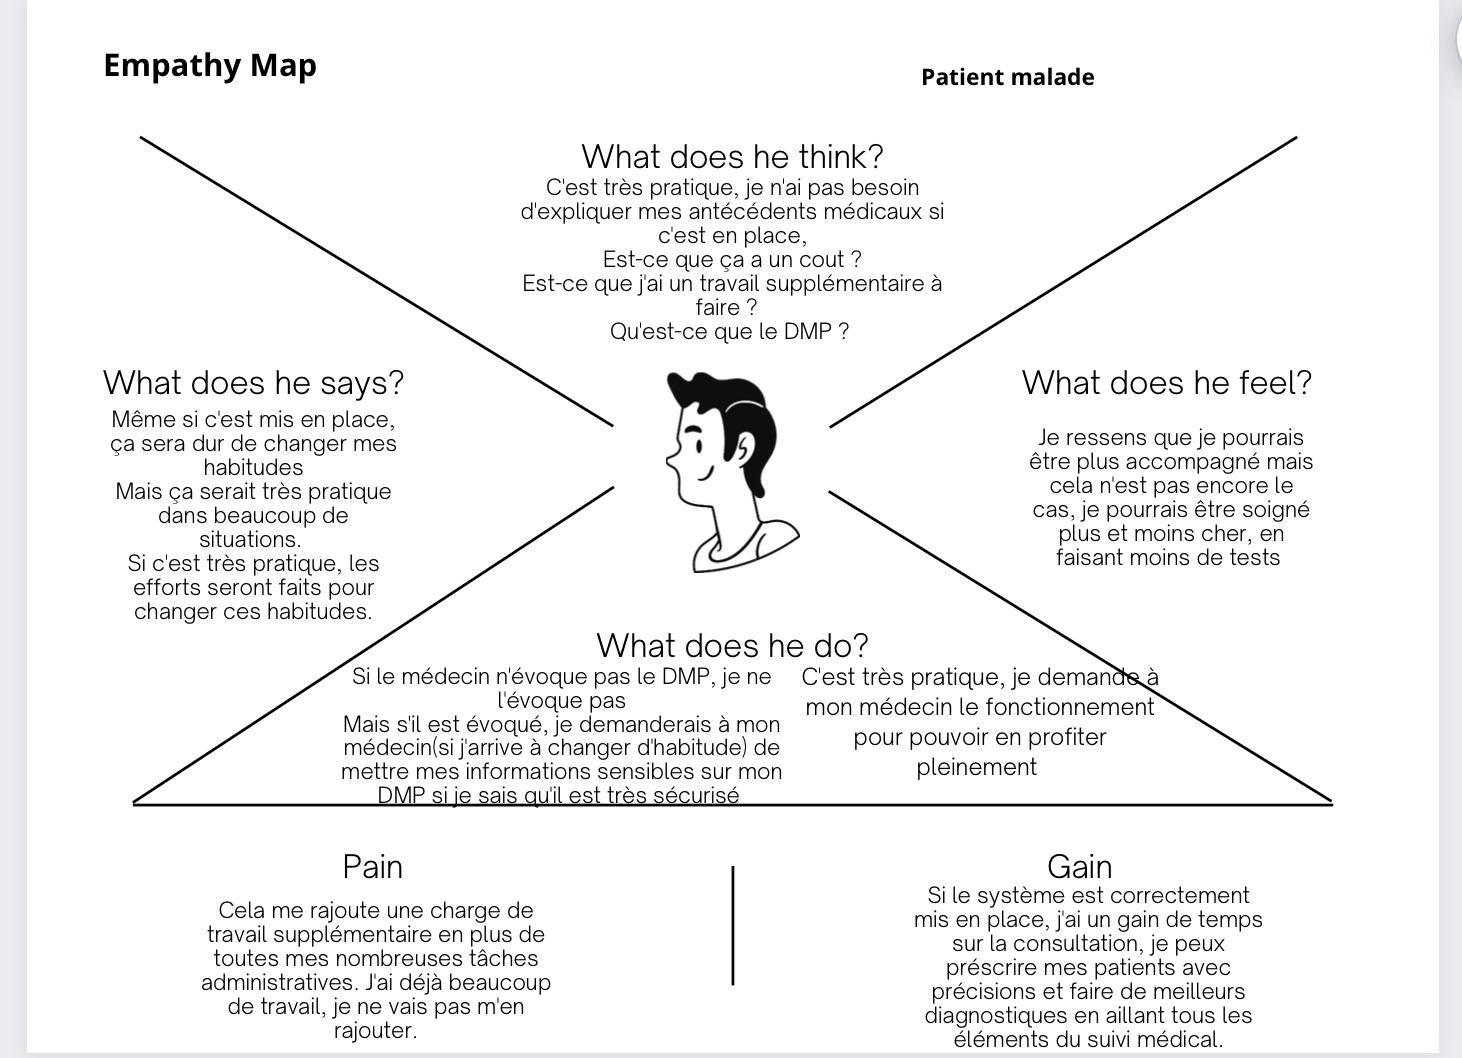 Empathy Map
Patient malade
What does he think?
C'est très pratique, je n'ai pas besoin
d'expliquer mes antécédents médicaux si
c'est en place,
Est-ce que ça a un cout ?
Est-ce que j'ai un travail supplémentaire à
faire ?
Qu'est-ce que le DMP ?
What does he says?
Même si c'est mis en place,
ça sera dur de changer mes
habitudes
Mais ça serait très pratique
dans beaucoup de
situations.
Si c'est très pratique, les
efforts seront faits pour
changer ces habitudes.
What does he feel?
Je ressens que je pourrais
être plus accompagné mais
cela n'est pas encore le
cas, je pourrais être soigné
plus et moins cher, en
faisant moins de tests
What does he do?
Si le médecin n'évoque pas le DMP, je ne
l'évoque pas
Mais s'il est évoqué, je demanderais à mon
médecin(si j'arrive à changer d'habitude) de
mettre mes informations sensibles sur mon
DMP si je sais qu'il est très sécurisé
C'est très pratique, je demande à
mon médecin le fonctionnement
pour pouvoir en profiter
pleinement
Pain
Cela me rajoute une charge de
travail supplémentaire en plus de
toutes mes nombreuses tâches
administratives. J'ai déjà beaucoup
de travail, je ne vais pas m'en
rajouter.
Gain
Si le système est correctement
mis en place, j'ai un gain de temps
sur la consultation, je peux
préscrire mes patients avec
précisions et faire de meilleurs
diagnostiques en aillant tous les
éléments du suivi médical.